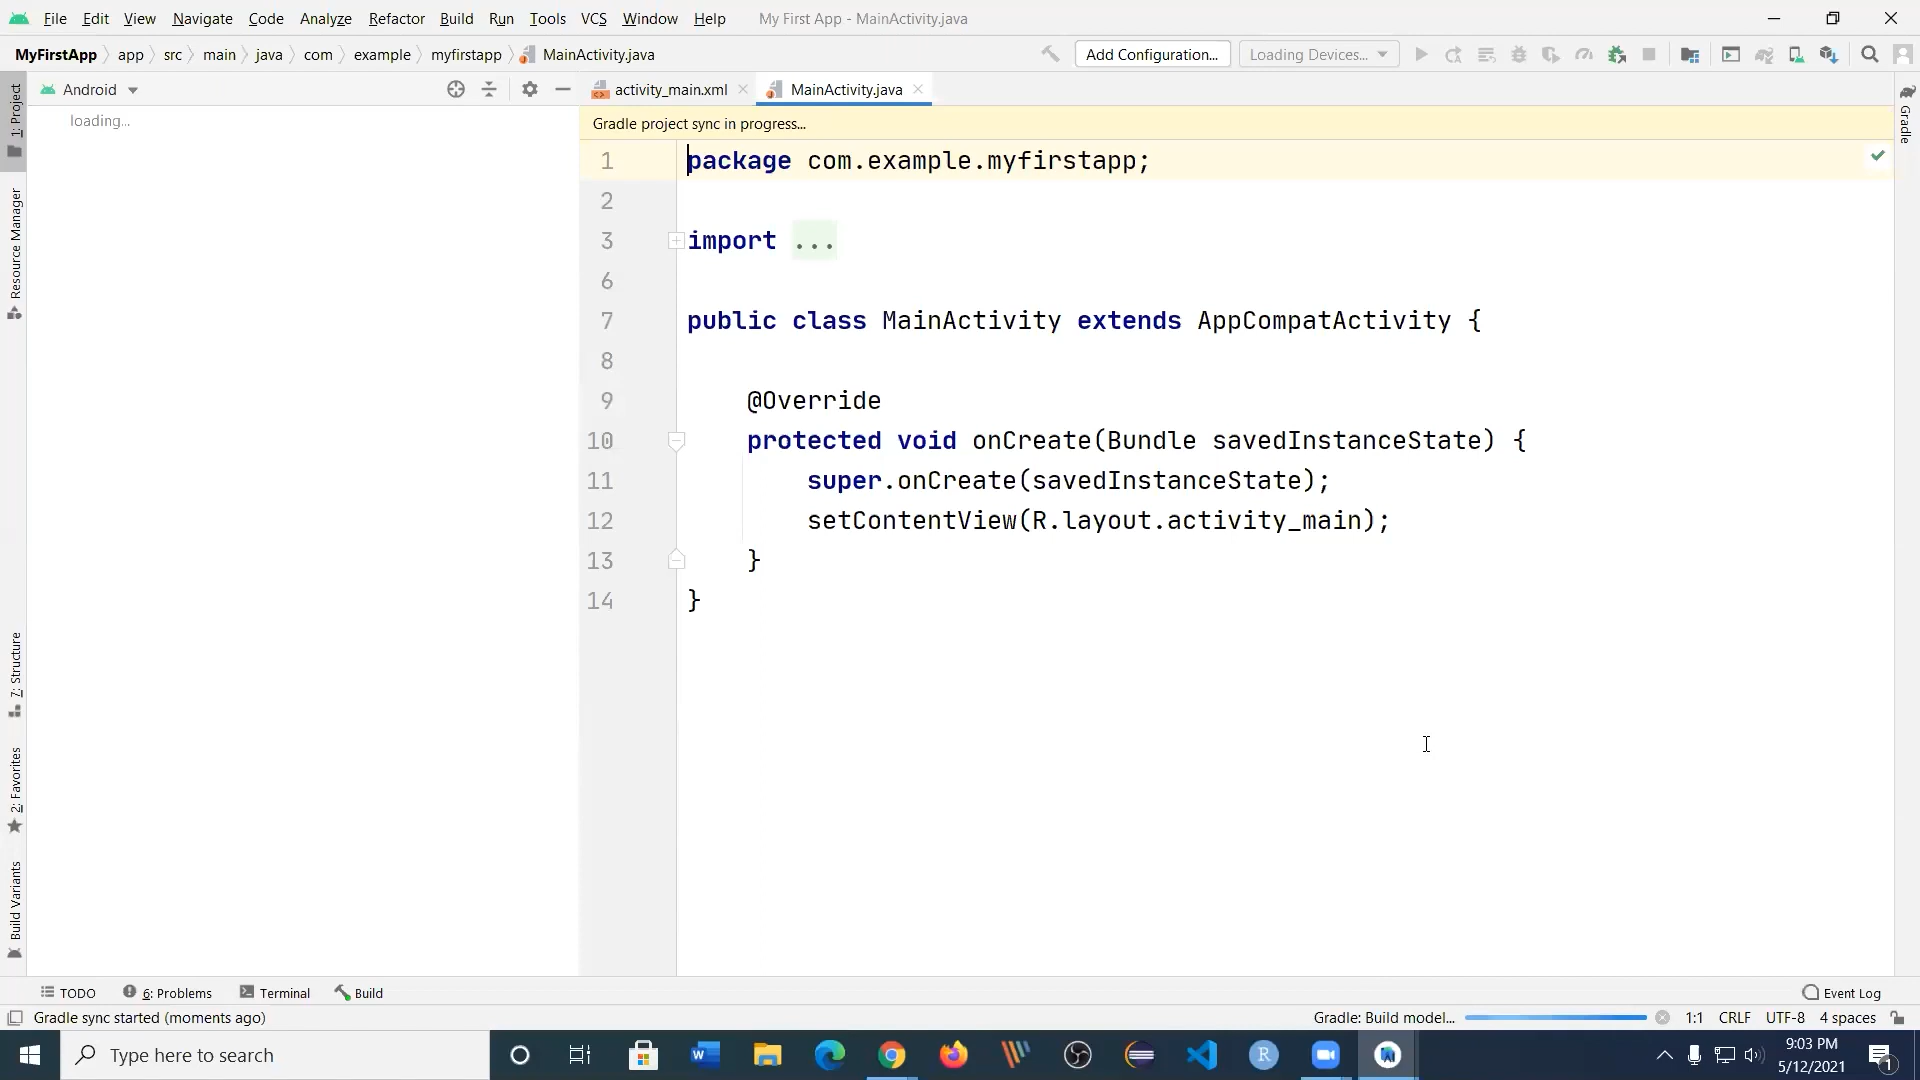 File Edit View Navigate Code Analyze Refactor Build Run Tools VCS Window Help My First App - MainActivity.java
MyFirstApp app src main java com example myfirstapp MainActivity.java Add Configuration... Loading Devices...
Android
activity_main.xml MainActivity.java
loading...
Gradle project sync in progress...
1 package com.example.myfirstapp;
2
3 import ...
6
7 public class MainActivity extends AppCompatActivity {
8
9 @Override
10 protected void onCreate(Bundle savedInstanceState) {
11 super.onCreate(savedInstanceState);
12 setContentView(R.layout.activity_main);
13 }
14 }
1: Project
Resource Manager
7: Structure
2: Favorites
Build Variants
Gradle
TODO 6: Problems Terminal Build Event Log
Gradle sync started (moments ago) Gradle: Build model... 1:1 CRLF UTF-8 4 spaces
Type here to search
W
R
9:03 PM
5/12/2021
1